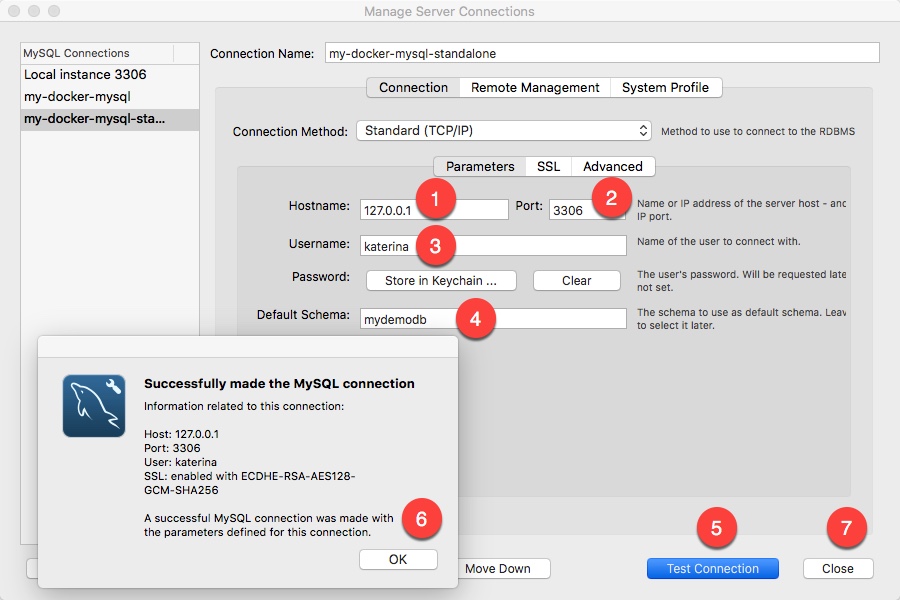 Manage Server Connections
MySQL Connections
Local instance 3306
my-docker-mysql
my-docker-mysql-sta...
Connection Name: my-docker-mysql-standalone
Connection Remote Management System Profile
Connection Method: Standard (TCP/IP) Method to use to connect to the RDBMS
Parameters SSL Advanced
Hostname: 127.0.0.1 1 Port: 3306 2 Name or IP address of the server host - and
IP port.
Username: katerina 3 Name of the user to connect with.
Password: Store in Keychain ... Clear The user's password. Will be requested late
not set.
Default Schema: mydemodb 4 The schema to use as default schema. Leav
to select it later.
Successfully made the MySQL connection
Information related to this connection:
Host: 127.0.0.1
Port: 3306
User: katerina
SSL: enabled with ECDHE-RSA-AES128-
GCM-SHA256
A successful MySQL connection was made with
the parameters defined for this connection.
6
OK
5
7
Move Down Test Connection Close